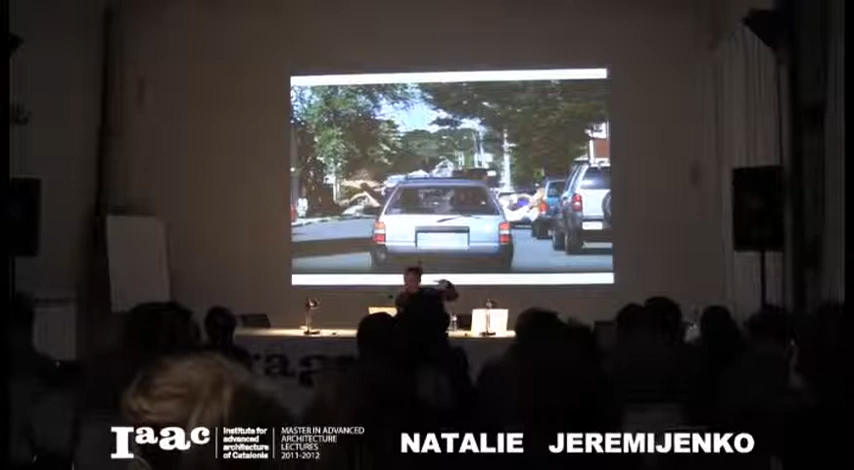 Iaac
Institute for
advanced
architecture
of Catalonia
MASTER IN ADVANCED
ARCHITECTURE
LECTURES
2011-2012
NATALIE JEREMIJENKO